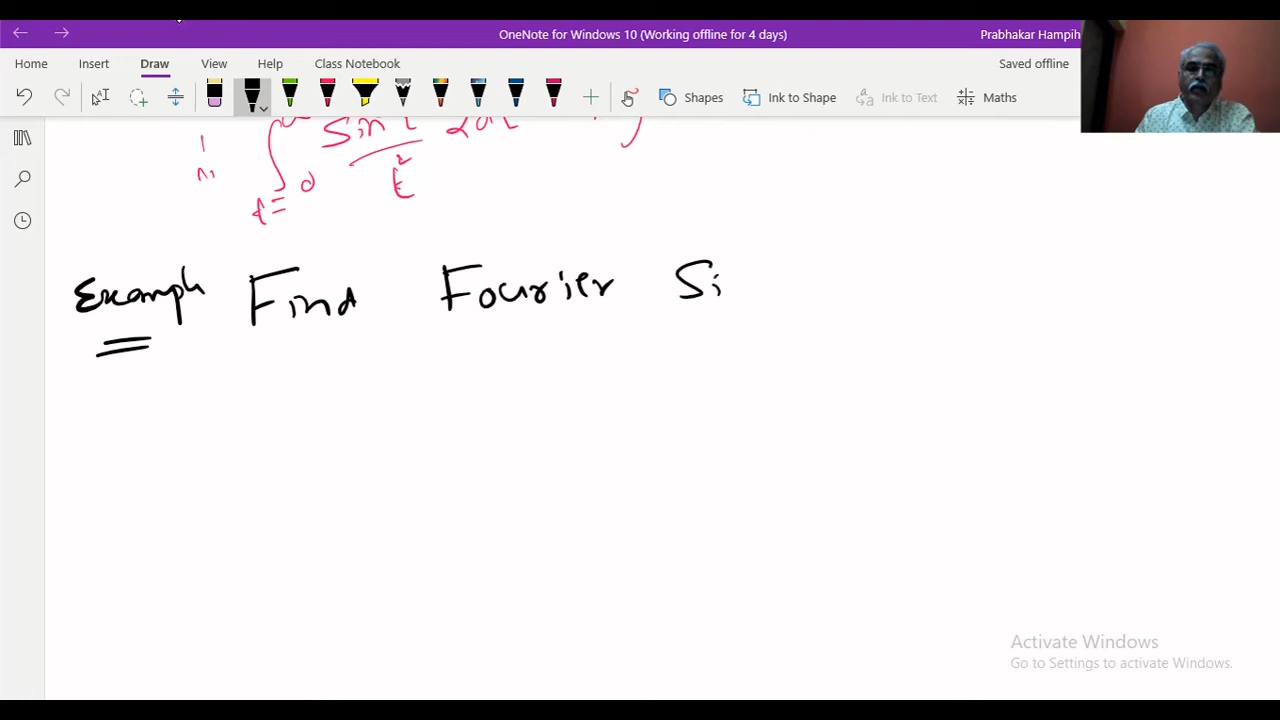 OneNote for Windows 10 (Working offline for 4 days)
Prabhakar Hampih
Home Insert Draw View Help Class Notebook Saved offline
Shapes Ink to Shape Ink to Text Maths
Sin
t²
t= 0
Example Find Fourier Si
Activate Windows
Go to Settings to activate Windows.